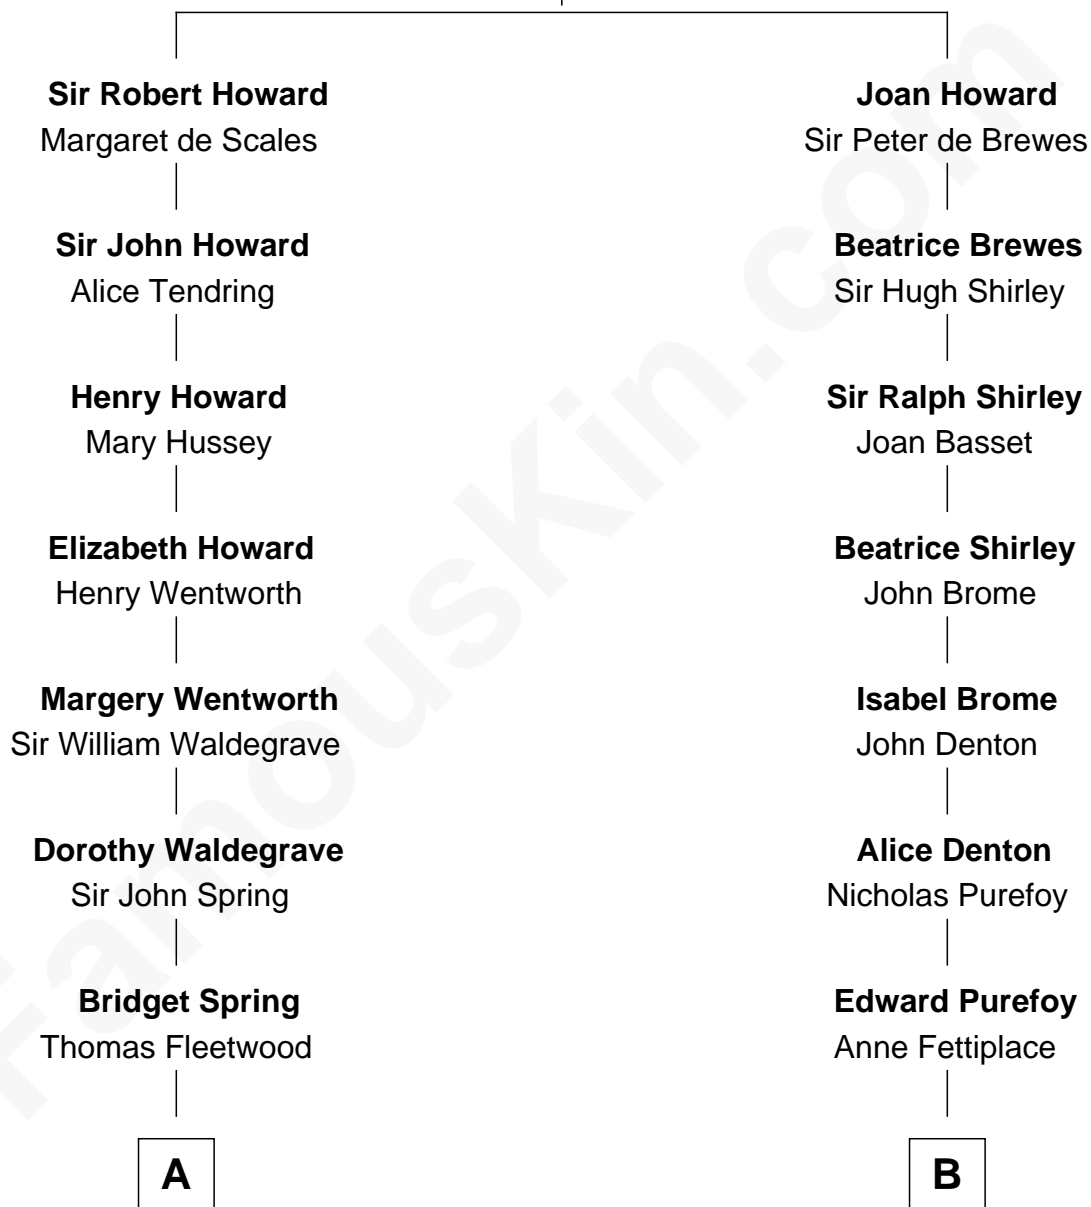 Sir Robert Howard
Margaret de Scales
Sir John Howard
Alice Tendring
Henry Howard
Mary Hussey
Elizabeth Howard
Henry Wentworth
Margery Wentworth
Sir William Waldegrave
Dorothy Waldegrave
Sir John Spring
Bridget Spring
Thomas Fleetwood
A
Joan Howard
Sir Peter de Brewes
Beatrice Brewes
Sir Hugh Shirley
Sir Ralph Shirley
Joan Basset
Beatrice Shirley
John Brome
Isabel Brome
John Denton
Alice Denton
Nicholas Purefoy
Edward Purefoy
Anne Fettiplace
B
FamousKin.com